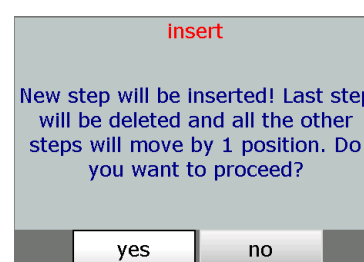 insert
New step will be inserted! Last step
will be deleted and all the other
steps will move by 1 position. Do
you want to proceed?
yes no